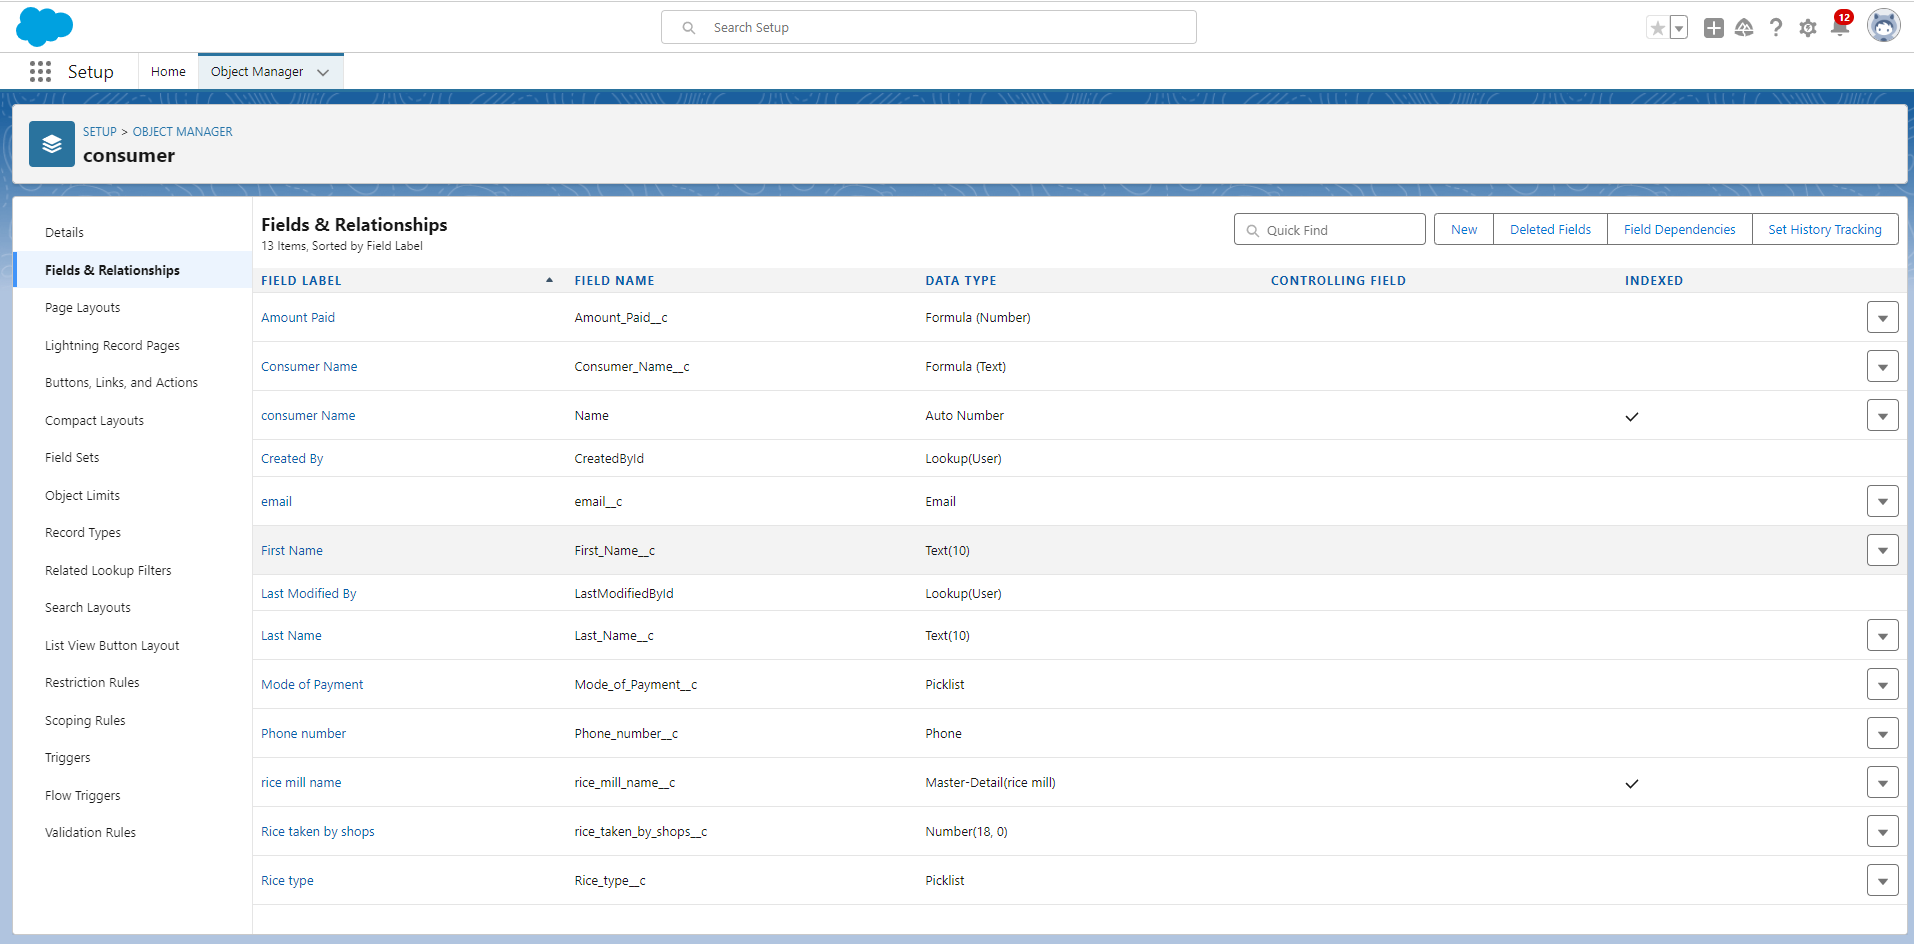 Search Setup
12
Setup
Home
Object Manager
SETUP > OBJECT MANAGER
consumer
Details
Fields & Relationships
Page Layouts
Lightning Record Pages
Buttons, Links, and Actions
Compact Layouts
Field Sets
Object Limits
Record Types
Related Lookup Filters
Search Layouts
List View Button Layout
Restriction Rules
Scoping Rules
Triggers
Flow Triggers
Validation Rules
Fields & Relationships
13 Items, Sorted by Field Label
Quick Find
New
Deleted Fields
Field Dependencies
Set History Tracking
FIELD LABEL FIELD NAME DATA TYPE CONTROLLING FIELD INDEXED
Amount Paid Amount_Paid__c Formula (Number)
Consumer Name Consumer_Name__c Formula (Text)
consumer Name Name Auto Number
Created By CreatedById Lookup(User)
email email__c Email
First Name First_Name__c Text(10)
Last Modified By LastModifiedById Lookup(User)
Last Name Last_Name__c Text(10)
Mode of Payment Mode_of_Payment__c Picklist
Phone number Phone_number__c Phone
rice mill name rice_mill_name__c Master-Detail(rice mill)
Rice taken by shops rice_taken_by_shops__c Number(18, 0)
Rice type Rice_type__c Picklist